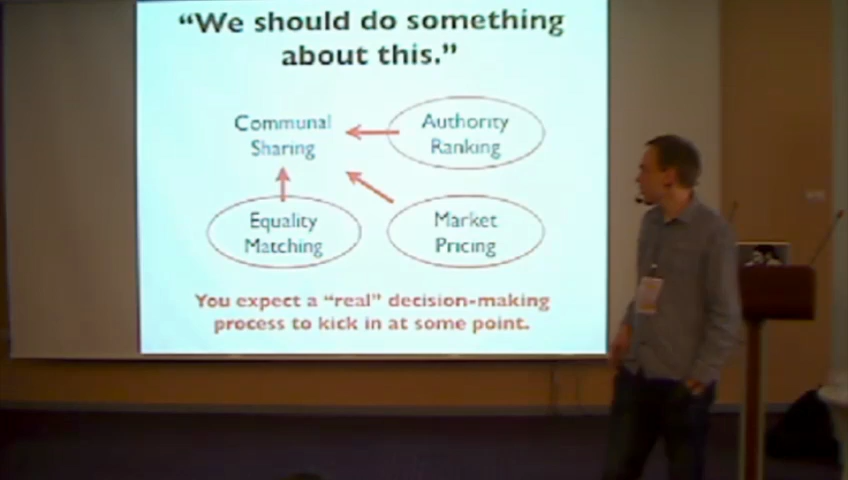 “We should do something
about this.”
Communal
Sharing
Authority
Ranking
Equality
Matching
Market
Pricing
You expect a “real” decision-making
process to kick in at some point.